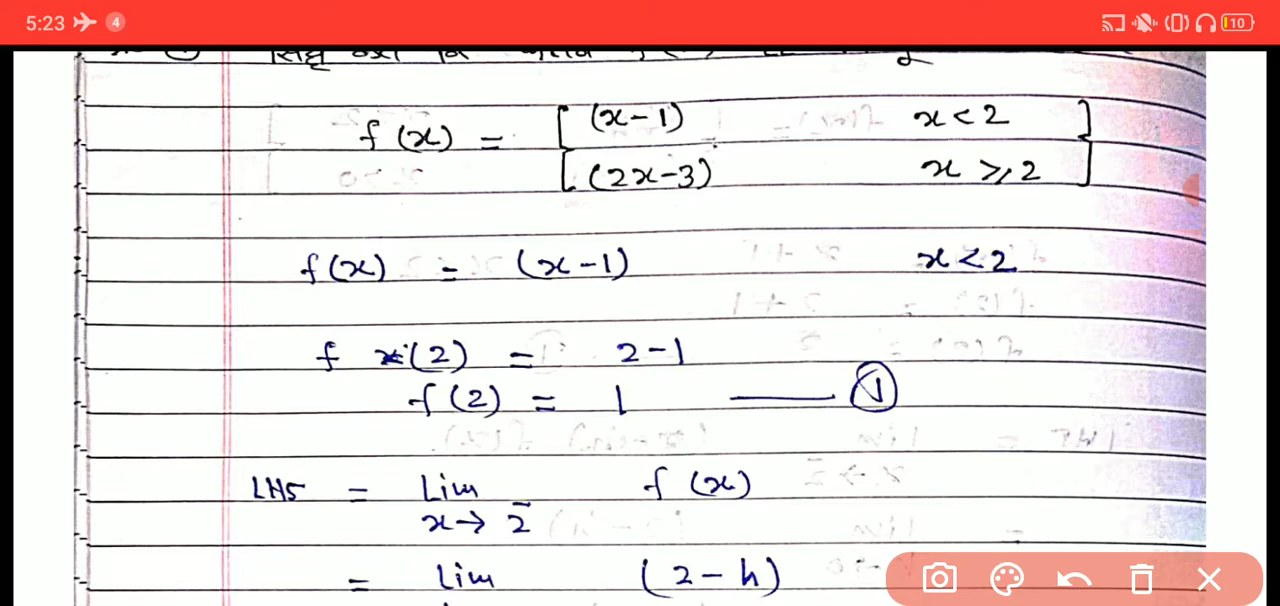 5:23 4 10
f(x) = [ (x-1) x < 2
(2x-3) x ⩾ 2 ]
f(x) = (x-1) x < 2
f (2) = 2-1
f(2) = 1 —— ①
LHS = Lim f(x)
x → 2̄
= Lim (2-h)